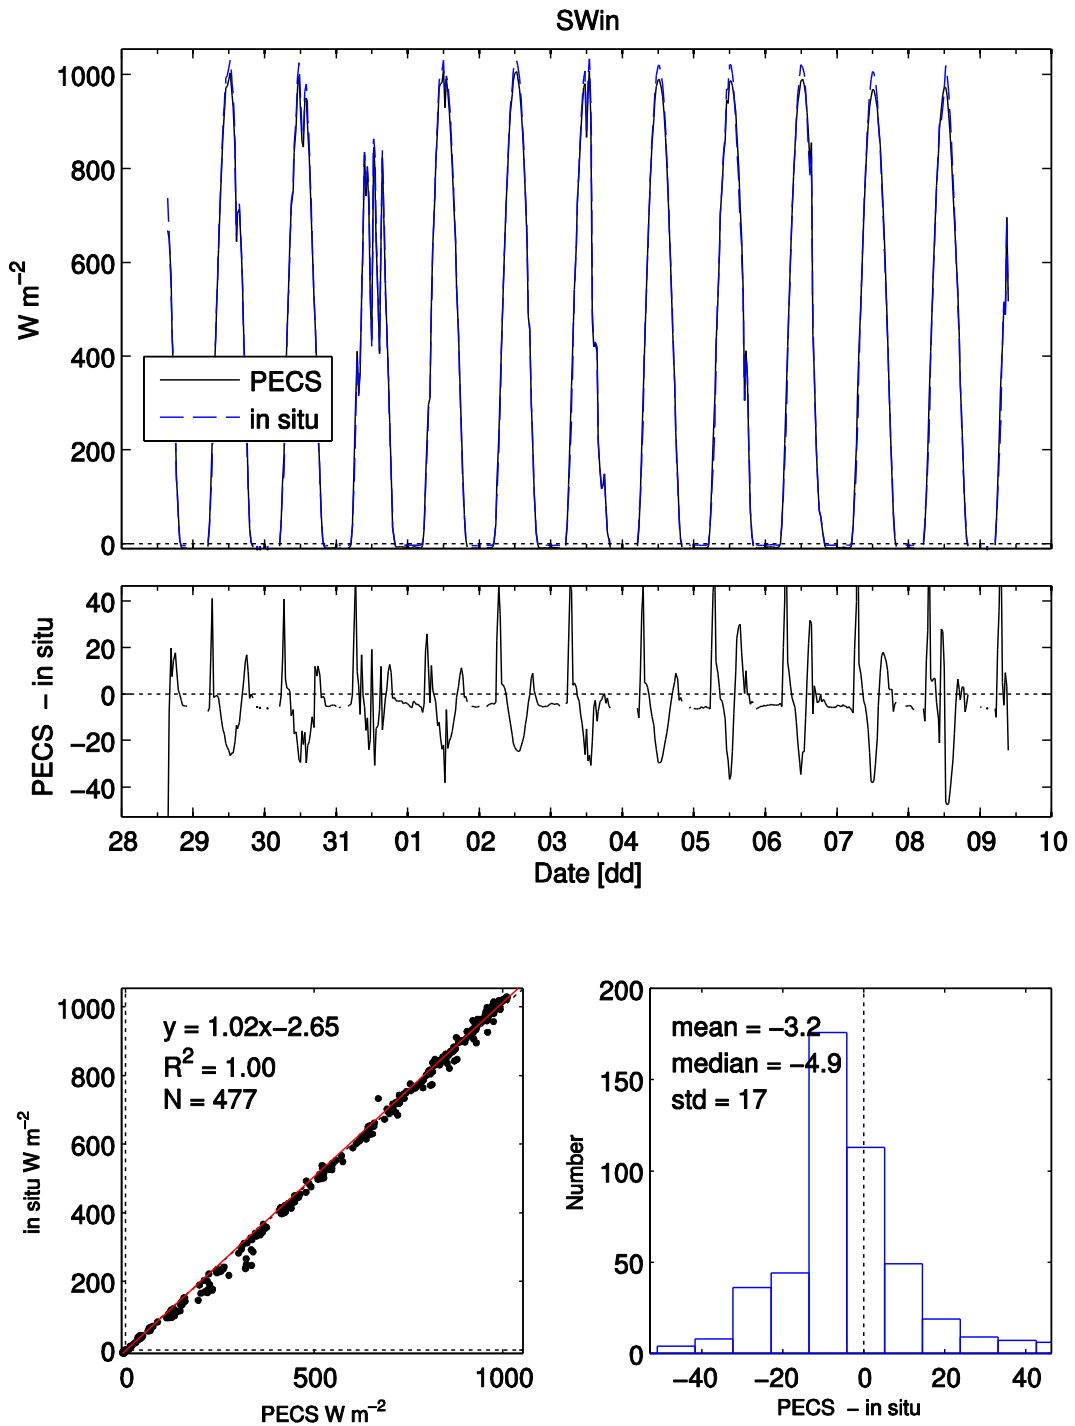 SWin
1000
800
600
400
200
0
W m−2
PECS
in situ
40
20
0
−20
−40
PECS − in situ
28 29 30 31 01 02 03 04 05 06 07 08 09 10
Date [dd]
1000
800
600
400
200
0
in situ W m−2
y = 1.02x−2.65
R2 = 1.00
N = 477
0 500 1000
PECS W m−2
200
150
100
50
0
Number
mean = −3.2
median = −4.9
std = 17
−40 −20 0 20 40
PECS − in situ